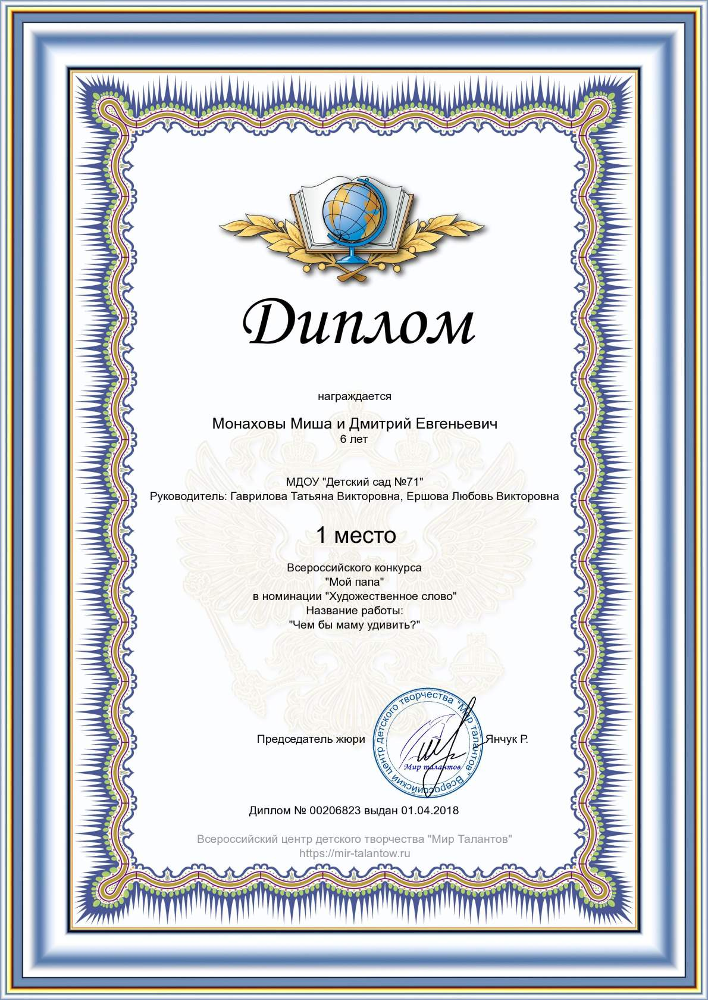 Диплом
награждается
Монаховы Миша и Дмитрий Евгеньевич
6 лет
МДОУ "Детский сад №71"
Руководитель: Гаврилова Татьяна Викторовна, Ершова Любовь Викторовна
1 место
Всероссийского конкурса
"Мой папа"
в номинации "Художественное слово"
Название работы:
"Чем бы маму удивить?"
Председатель жюри
Всероссийский центр детского творчества "Мир талантов"
Мир талантов
Янчук Р.
Диплом № 00206823 выдан 01.04.2018
Всероссийский центр детского творчества "Мир Талантов"
https://mir-talantow.ru